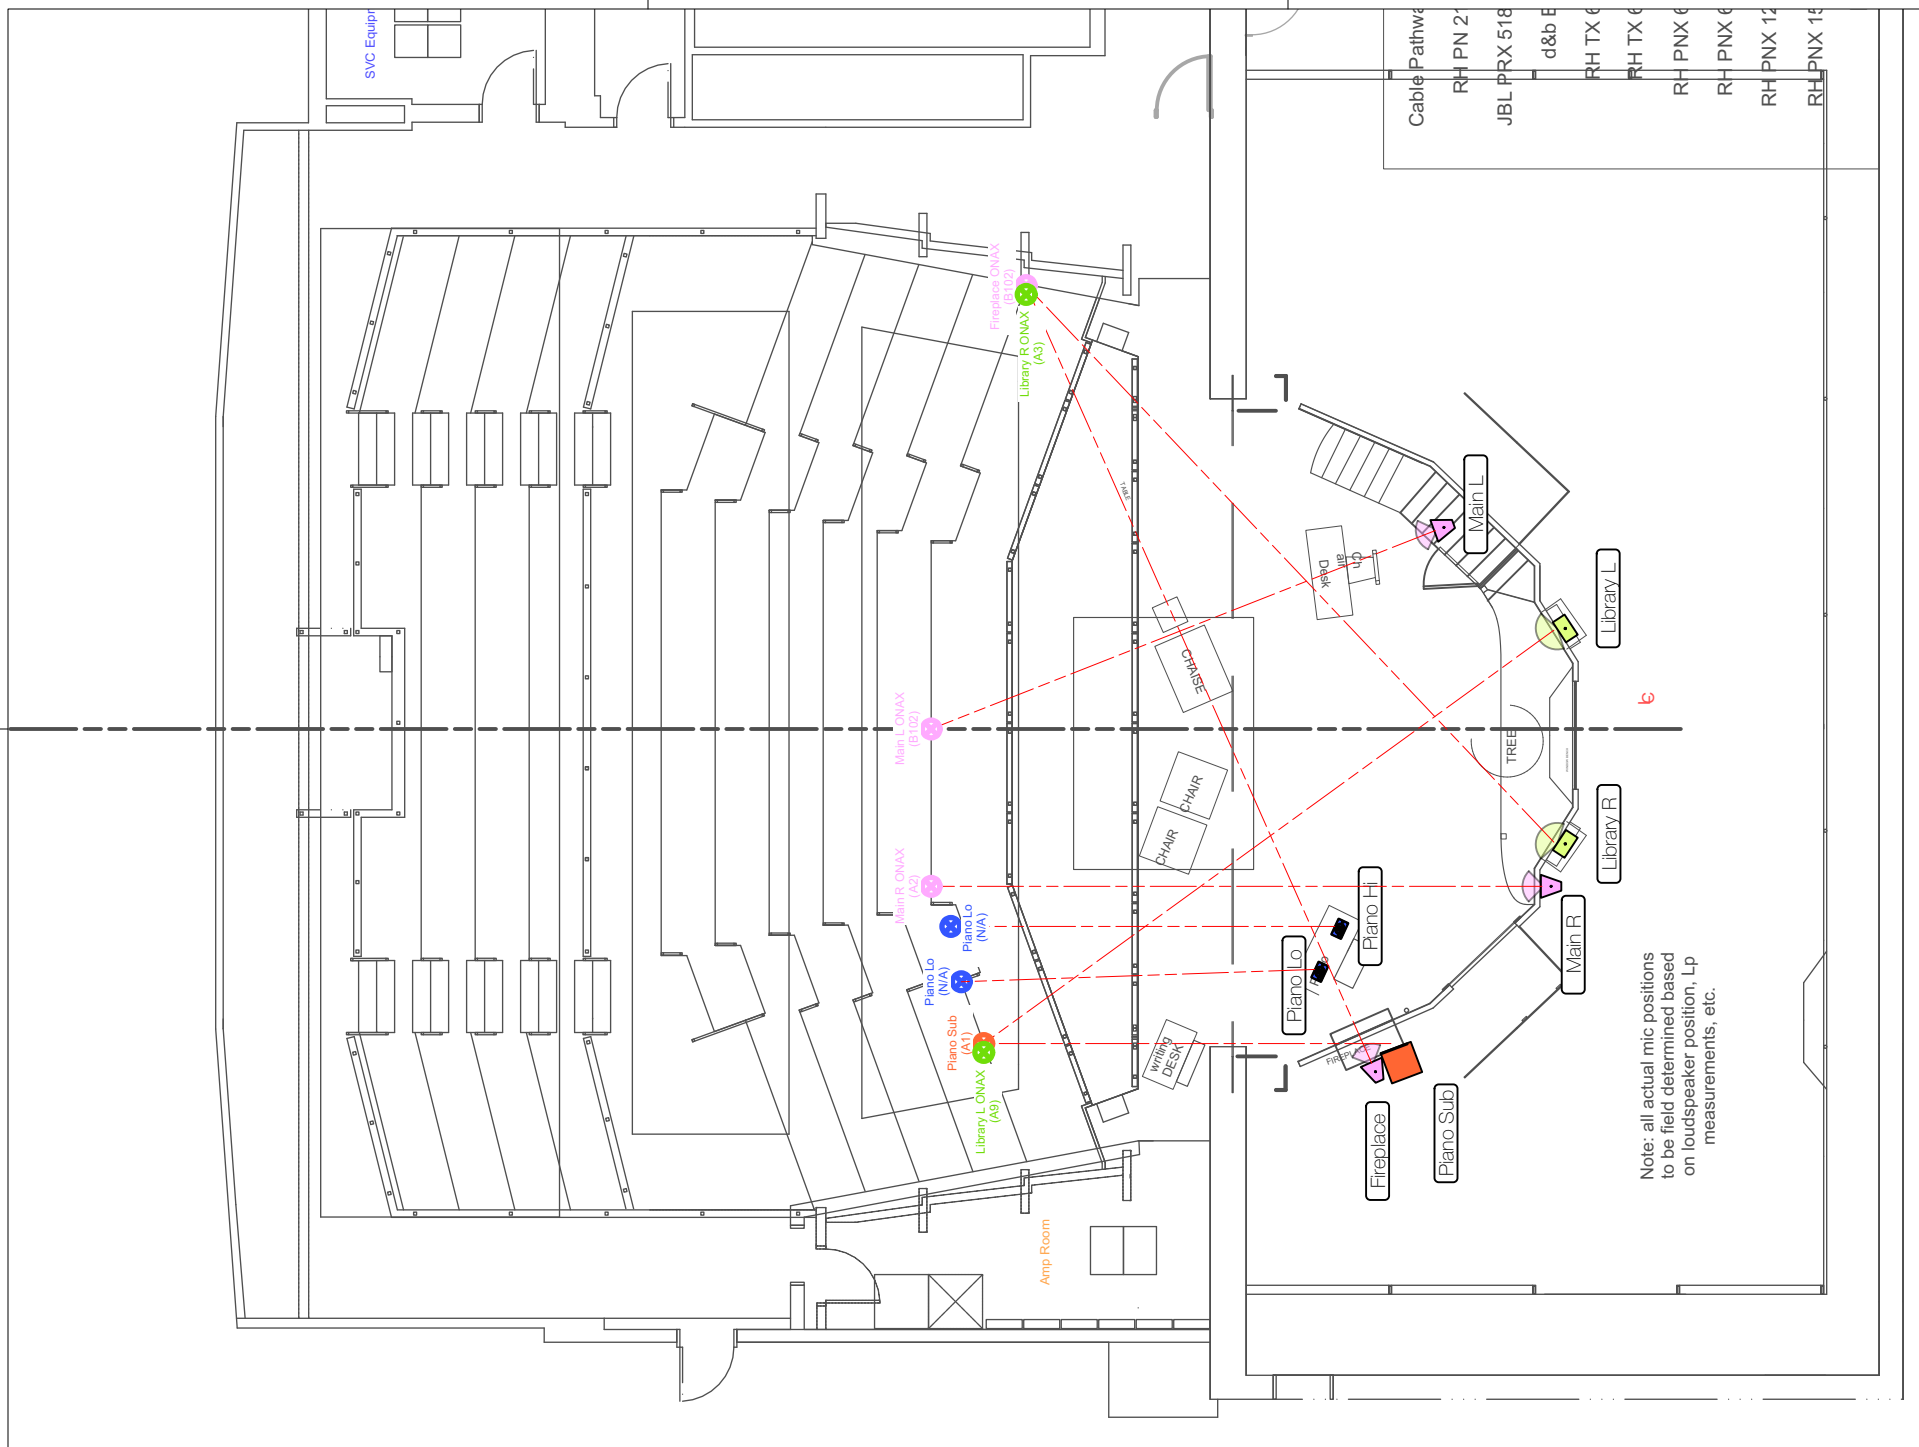 SVC Equipr
Cable Pathwa
RH PN 21
JBL PRX 518
d&b E
RH TX 6
RH TX 6
RH PNX 6
RH PNX 6
RH PNX 12
RH PNX 15
Fireplace ONAX
(B102)
Library R ONAX
(A3)
TABLE
Main L
Ch
air
Desk
Library L
CHAISE
Main L ONAX
(B102)
TREE
CHAIR
CHAIR
Library R
Main R ONAX
(A2)
Piano Lo
(N/A)
Piano Hi
Piano Lo
(N/A)
Piano Lo
Main R
Piano Sub
(A1)
writing
DESK
FIREPLACE
Library L ONAX
(A9)
Fireplace
Piano Sub
Note: all actual mic positions
to be field determined based
on loudspeaker position, Lp
measurements, etc.
Amp Room